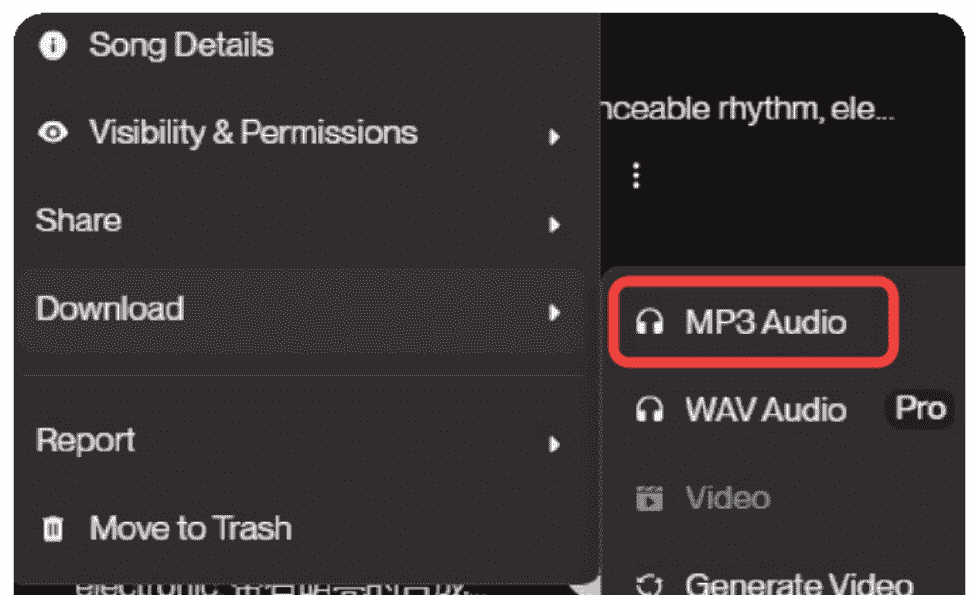 Song Details
Visibility & Permissions
Share
Download
Report
Move to Trash
rhythm, ele...
MP3 Audio
WAV Audio Pro
Video
Generate Video
electronic